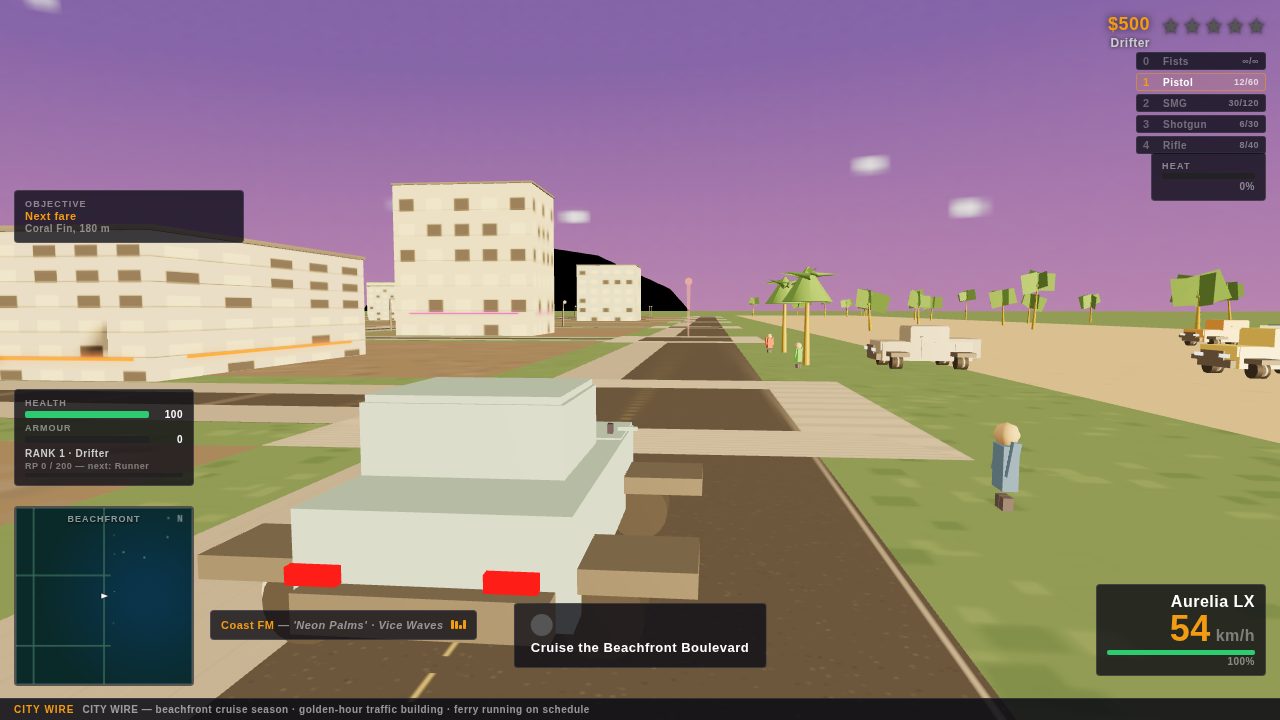 $500
Drifter
0 Fists ∞/∞
1 Pistol 12/60
2 SMG 30/120
3 Shotgun 6/30
4 Rifle 8/40
HEAT
0%
OBJECTIVE
Next fare
Coral Fin, 180 m
HEALTH
100
ARMOUR
0
RANK 1 · Drifter
RP 0 / 200 — next: Runner
BEACHFRONT N
Coast FM — 'Neon Palms' · Vice Waves
Cruise the Beachfront Boulevard
Aurelia LX
54 km/h
100%
CITY WIRE CITY WIRE — beachfront cruise season · golden-hour traffic building · ferry running on schedule